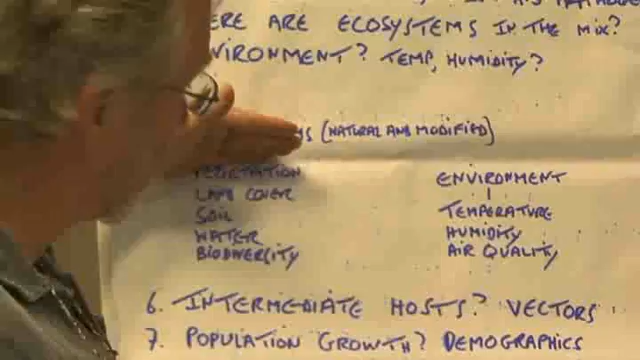 ERE ARE ECOSYSTEMS IN THE MIX?
VIRONMENT? TEMP, HUMIDITY?
(NATURAL AND MODIFIED)
VEGETATION
LAND COVER
SOIL
WATER
BIODIVERSITY
ENVIRONMENT
TEMPERATURE
HUMIDITY
AIR QUALITY
6. INTERMEDIATE HOSTS? VECTORS
7. POPULATION GROWTH? DEMOGRAPHICS